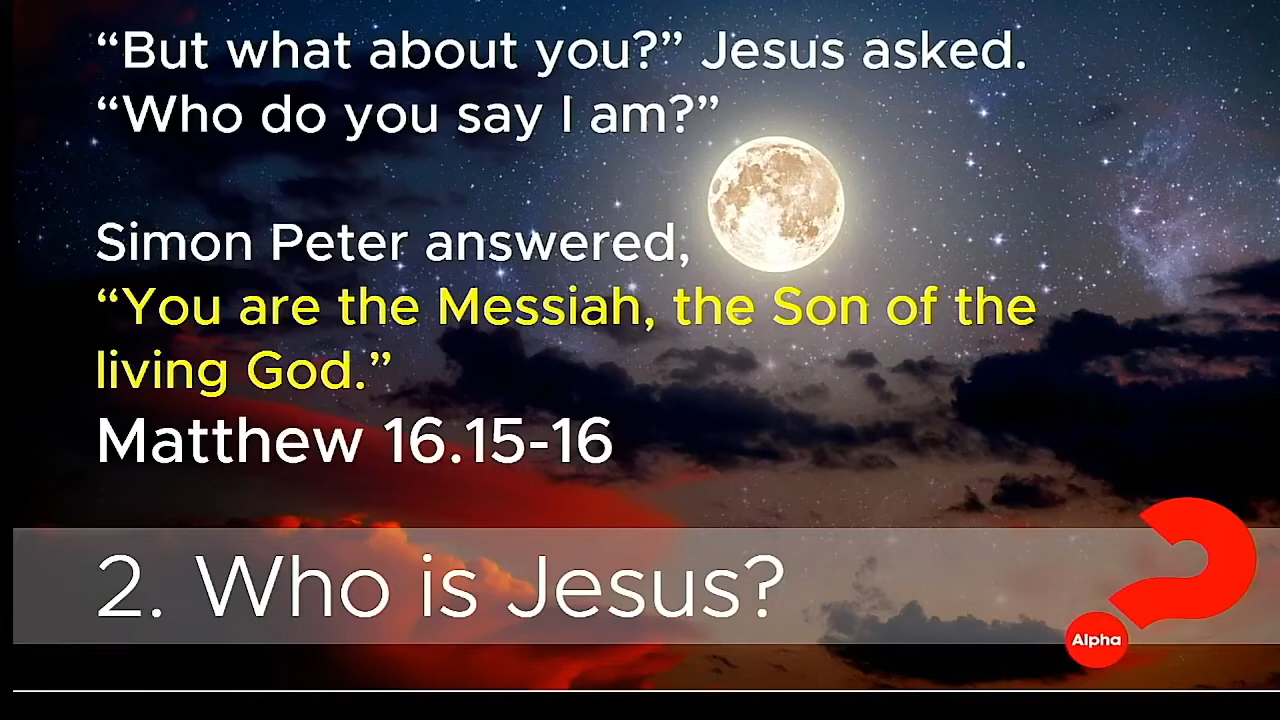 “But what about you?” Jesus asked.
“Who do you say I am?”
Simon Peter answered,
“You are the Messiah, the Son of the
living God.”
Matthew 16.15-16
2. Who is Jesus?
Alpha